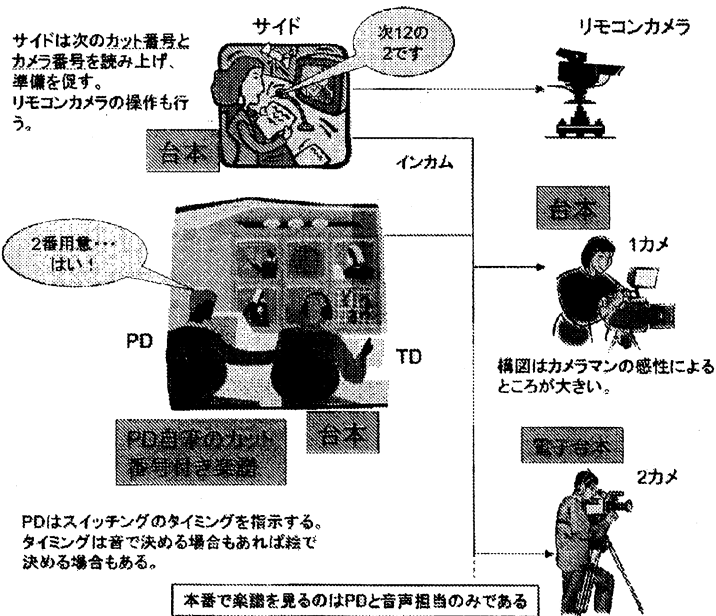 サイドは次のカット番号と
カメラ番号を読み上げ、
準備を促す。
リモコンカメラの操作も行
う。
サイド
次12の
2です
リモコンカメラ
台本
インカム
台本
1カメ
2番用意・・・
はい！
PD
TD
構図はカメラマンの感性による
ところが大きい。
PD自筆のカット
番号付き楽譜
台本
電子台本
2カメ
PDはスイッチングのタイミングを指示する。
タイミングは音で決める場合もあれば絵で
決める場合もある。
本番で楽譜を見るのはPDと音声担当のみである